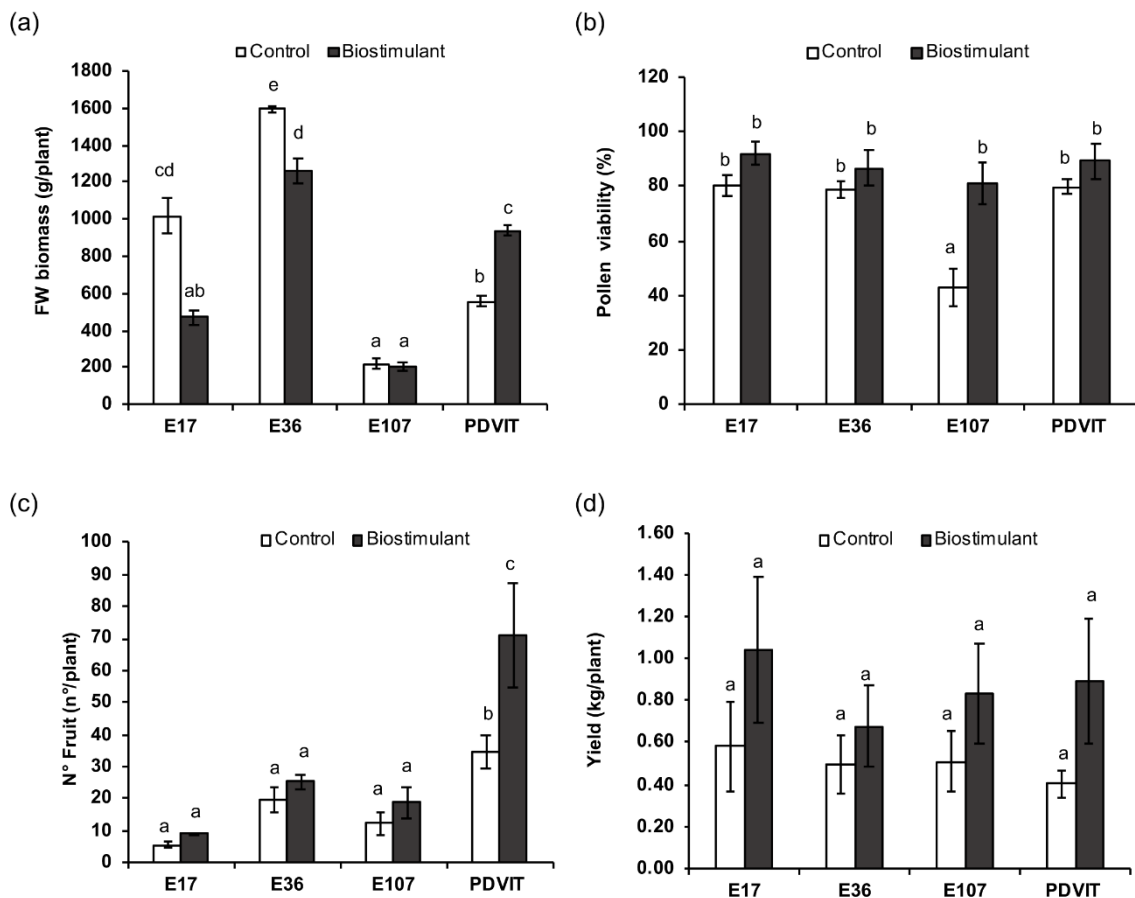 (a)
Control Biostimulant
FW biomass (g/plant)
1800
1600
1400
1200
1000
800
600
400
200
0
cd
ab
e
d
a
a
b
c
E17 E36 E107 PDVIT
(b)
Control Biostimulant
Pollen viability (%)
120
100
80
60
40
20
0
b
b
b
b
a
b
b
b
E17 E36 E107 PDVIT
(c)
Control Biostimulant
N° Fruit (n°/plant)
100
90
80
70
60
50
40
30
20
10
0
a
a
a
a
a
a
b
c
E17 E36 E107 PDVIT
(d)
Control Biostimulant
Yield (kg/plant)
1.60
1.40
1.20
1.00
0.80
0.60
0.40
0.20
0.00
a
a
a
a
a
a
a
a
E17 E36 E107 PDVIT